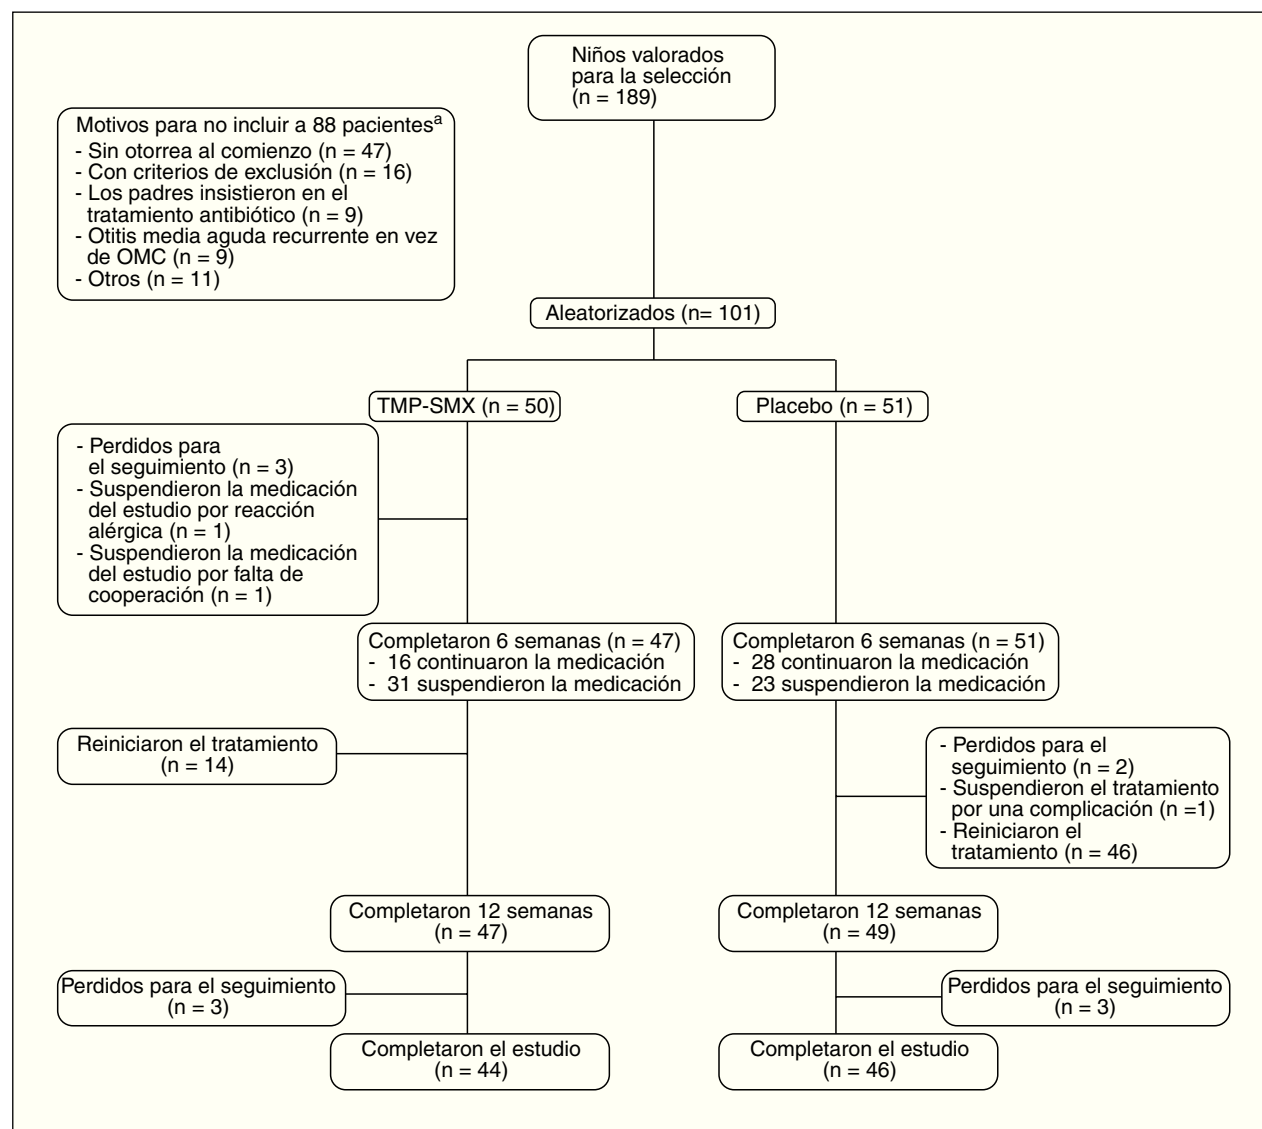 Niños valorados
para la selección
(n = 189)
Motivos para no incluir a 88 pacientesª
- Sin otorrea al comienzo (n = 47)
- Con criterios de exclusión (n = 16)
- Los padres insistieron en el
tratamiento antibiótico (n = 9)
- Otitis media aguda recurrente en vez
de OMC (n = 9)
- Otros (n = 11)
Aleatorizados (n= 101)
TMP-SMX (n = 50)
Placebo (n = 51)
- Perdidos para
el seguimiento (n = 3)
- Suspendieron la medicación
del estudio por reacción
alérgica (n = 1)
- Suspendieron la medicación
del estudio por falta de
cooperación (n = 1)
Completaron 6 semanas (n = 47)
- 16 continuaron la medicación
- 31 suspendieron la medicación
Completaron 6 semanas (n = 51)
- 28 continuaron la medicación
- 23 suspendieron la medicación
Reiniciaron el tratamiento
(n = 14)
- Perdidos para el
seguimiento (n = 2)
- Suspendieron el tratamiento
por una complicación (n =1)
- Reiniciaron el
tratamiento (n = 46)
Completaron 12 semanas
(n = 47)
Completaron 12 semanas
(n = 49)
Perdidos para el seguimiento
(n = 3)
Perdidos para el seguimiento
(n = 3)
Completaron el estudio
(n = 44)
Completaron el estudio
(n = 46)